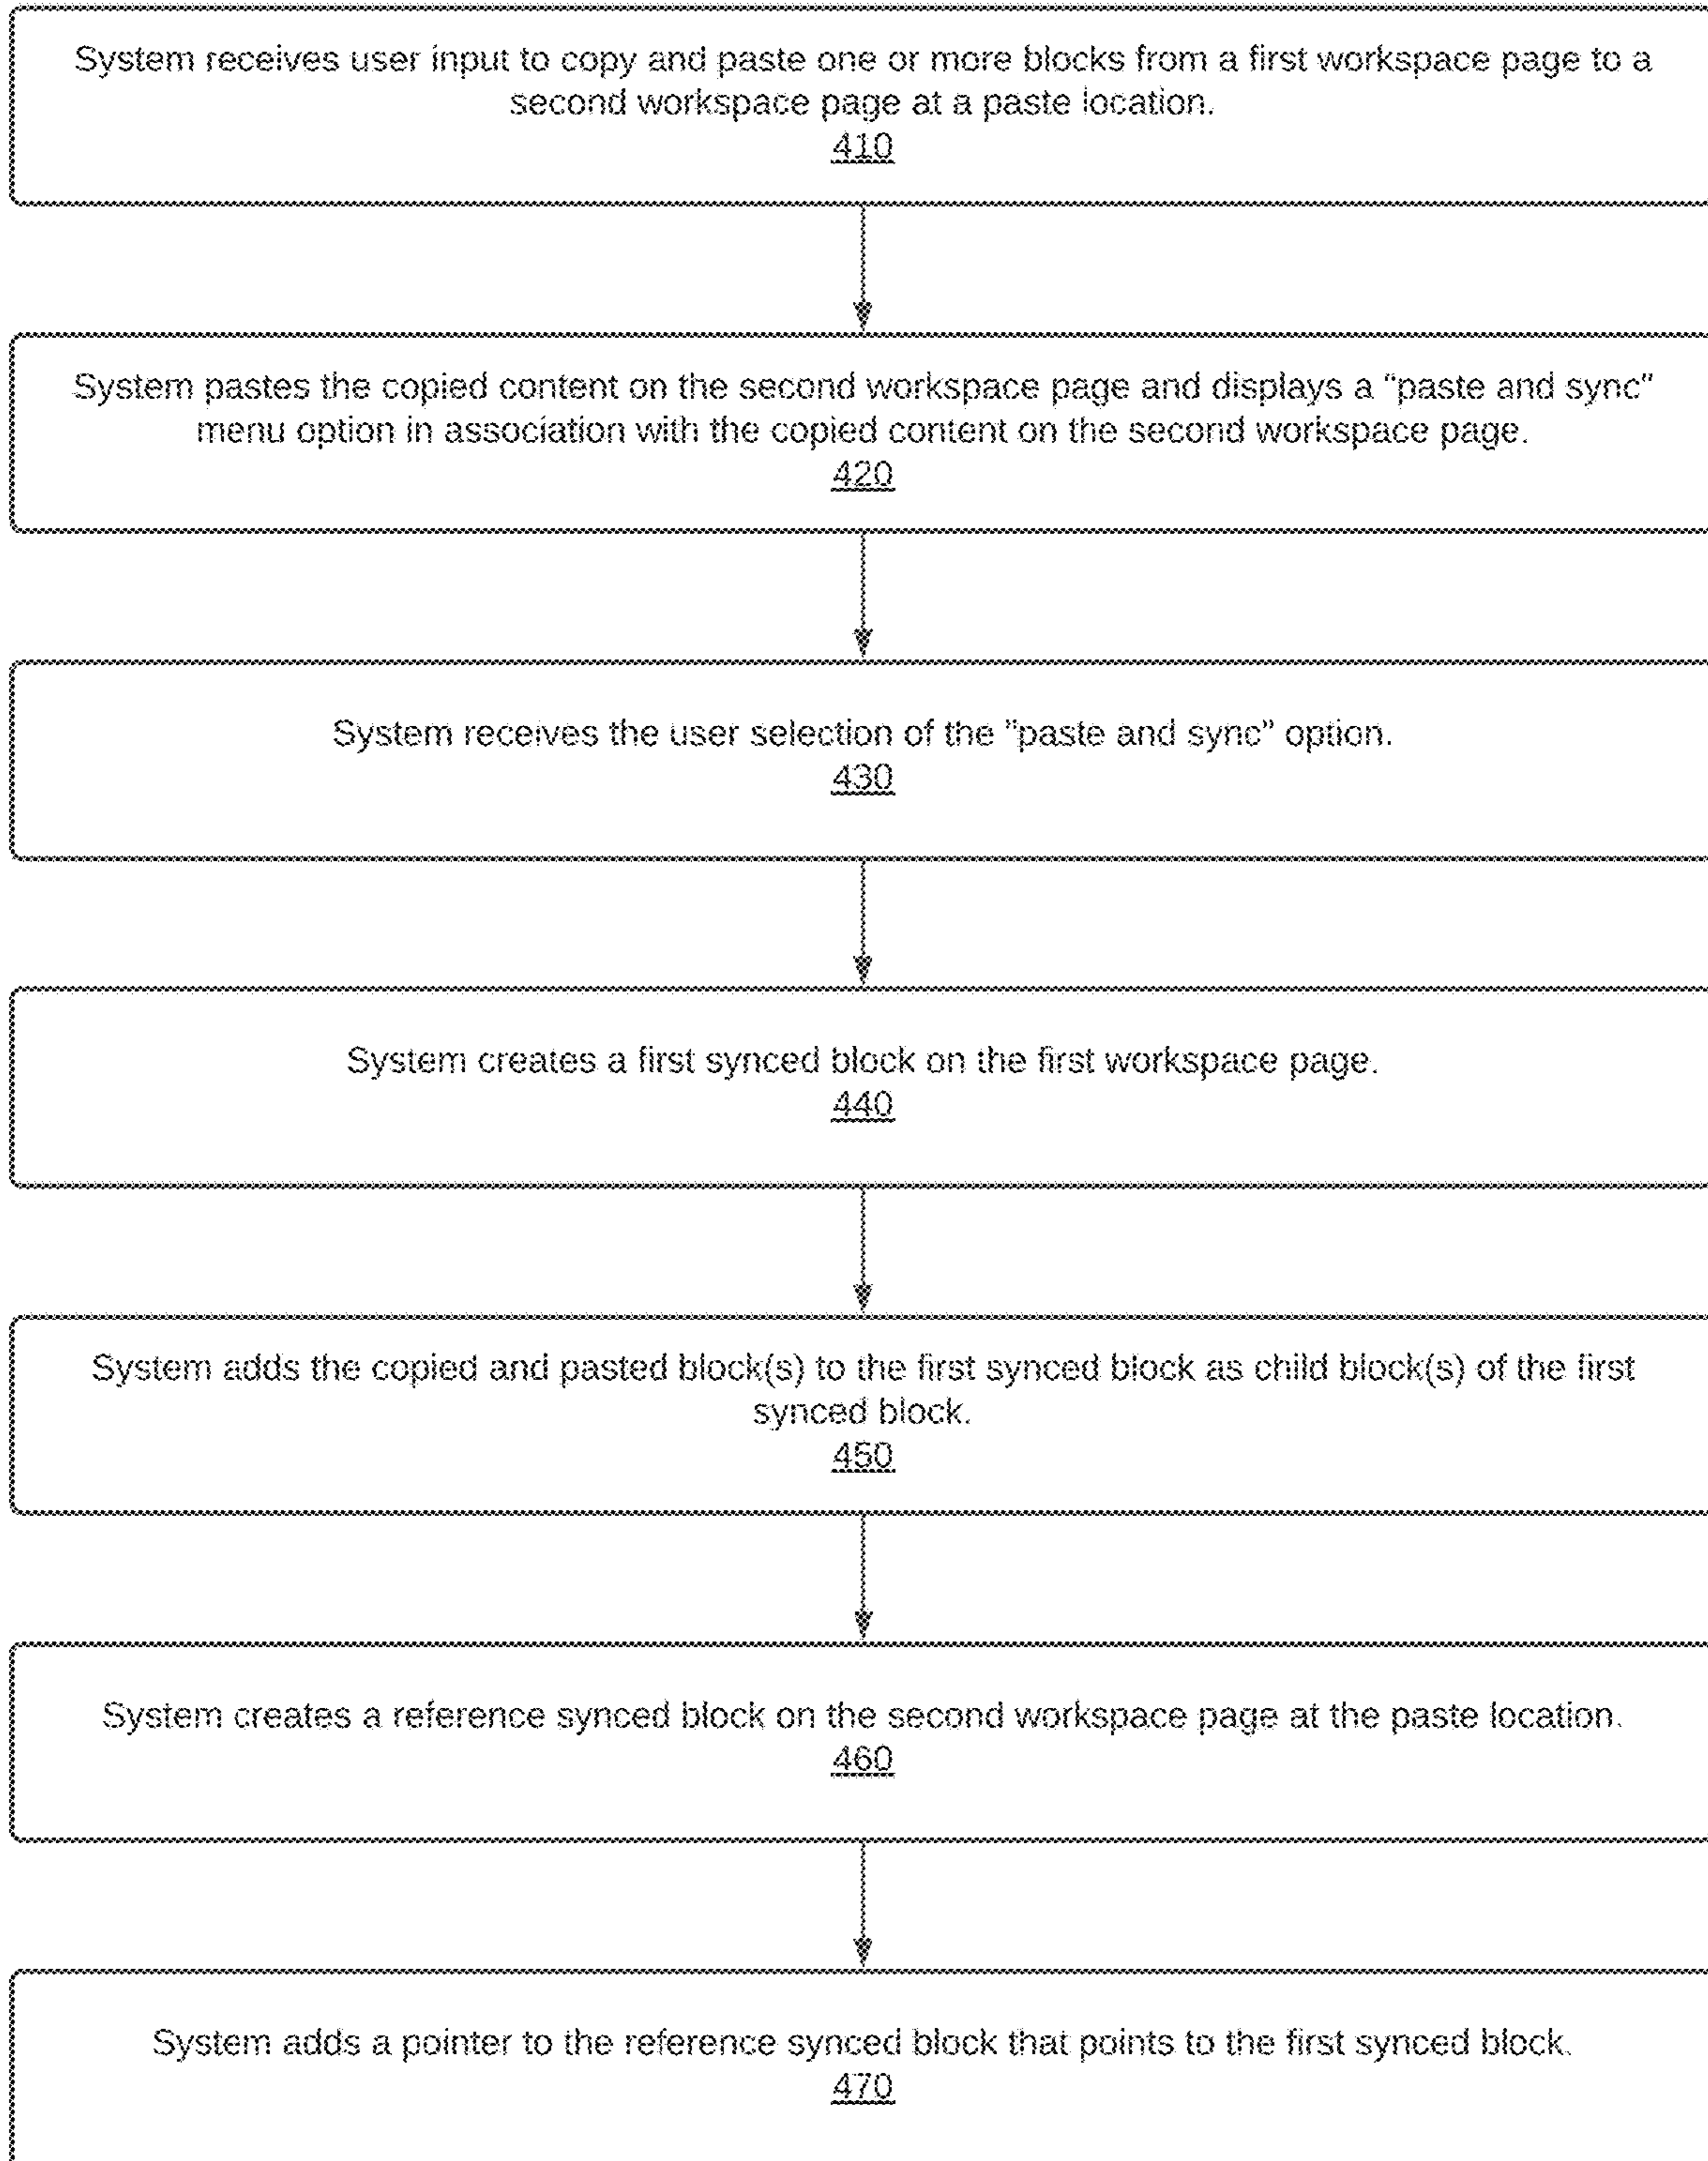 System receives user input to copy and paste one or more blocks from a first workspace page to a
second workspace page at a paste location.
410
System pastes the copied content on the second workspace page and displays a "paste and sync"
menu option in association with the copied content on the second workspace page.
420
System receives the user selection of the "paste and sync" option.
430
System creates a first synced block on the first workspace page.
440
System adds the copied and pasted block(s) to the first synced block as child block(s) of the first
synced block.
450
System creates a reference synced block on the second workspace page at the paste location.
460
System adds a pointer to the reference synced block that points to the first synced block.
470